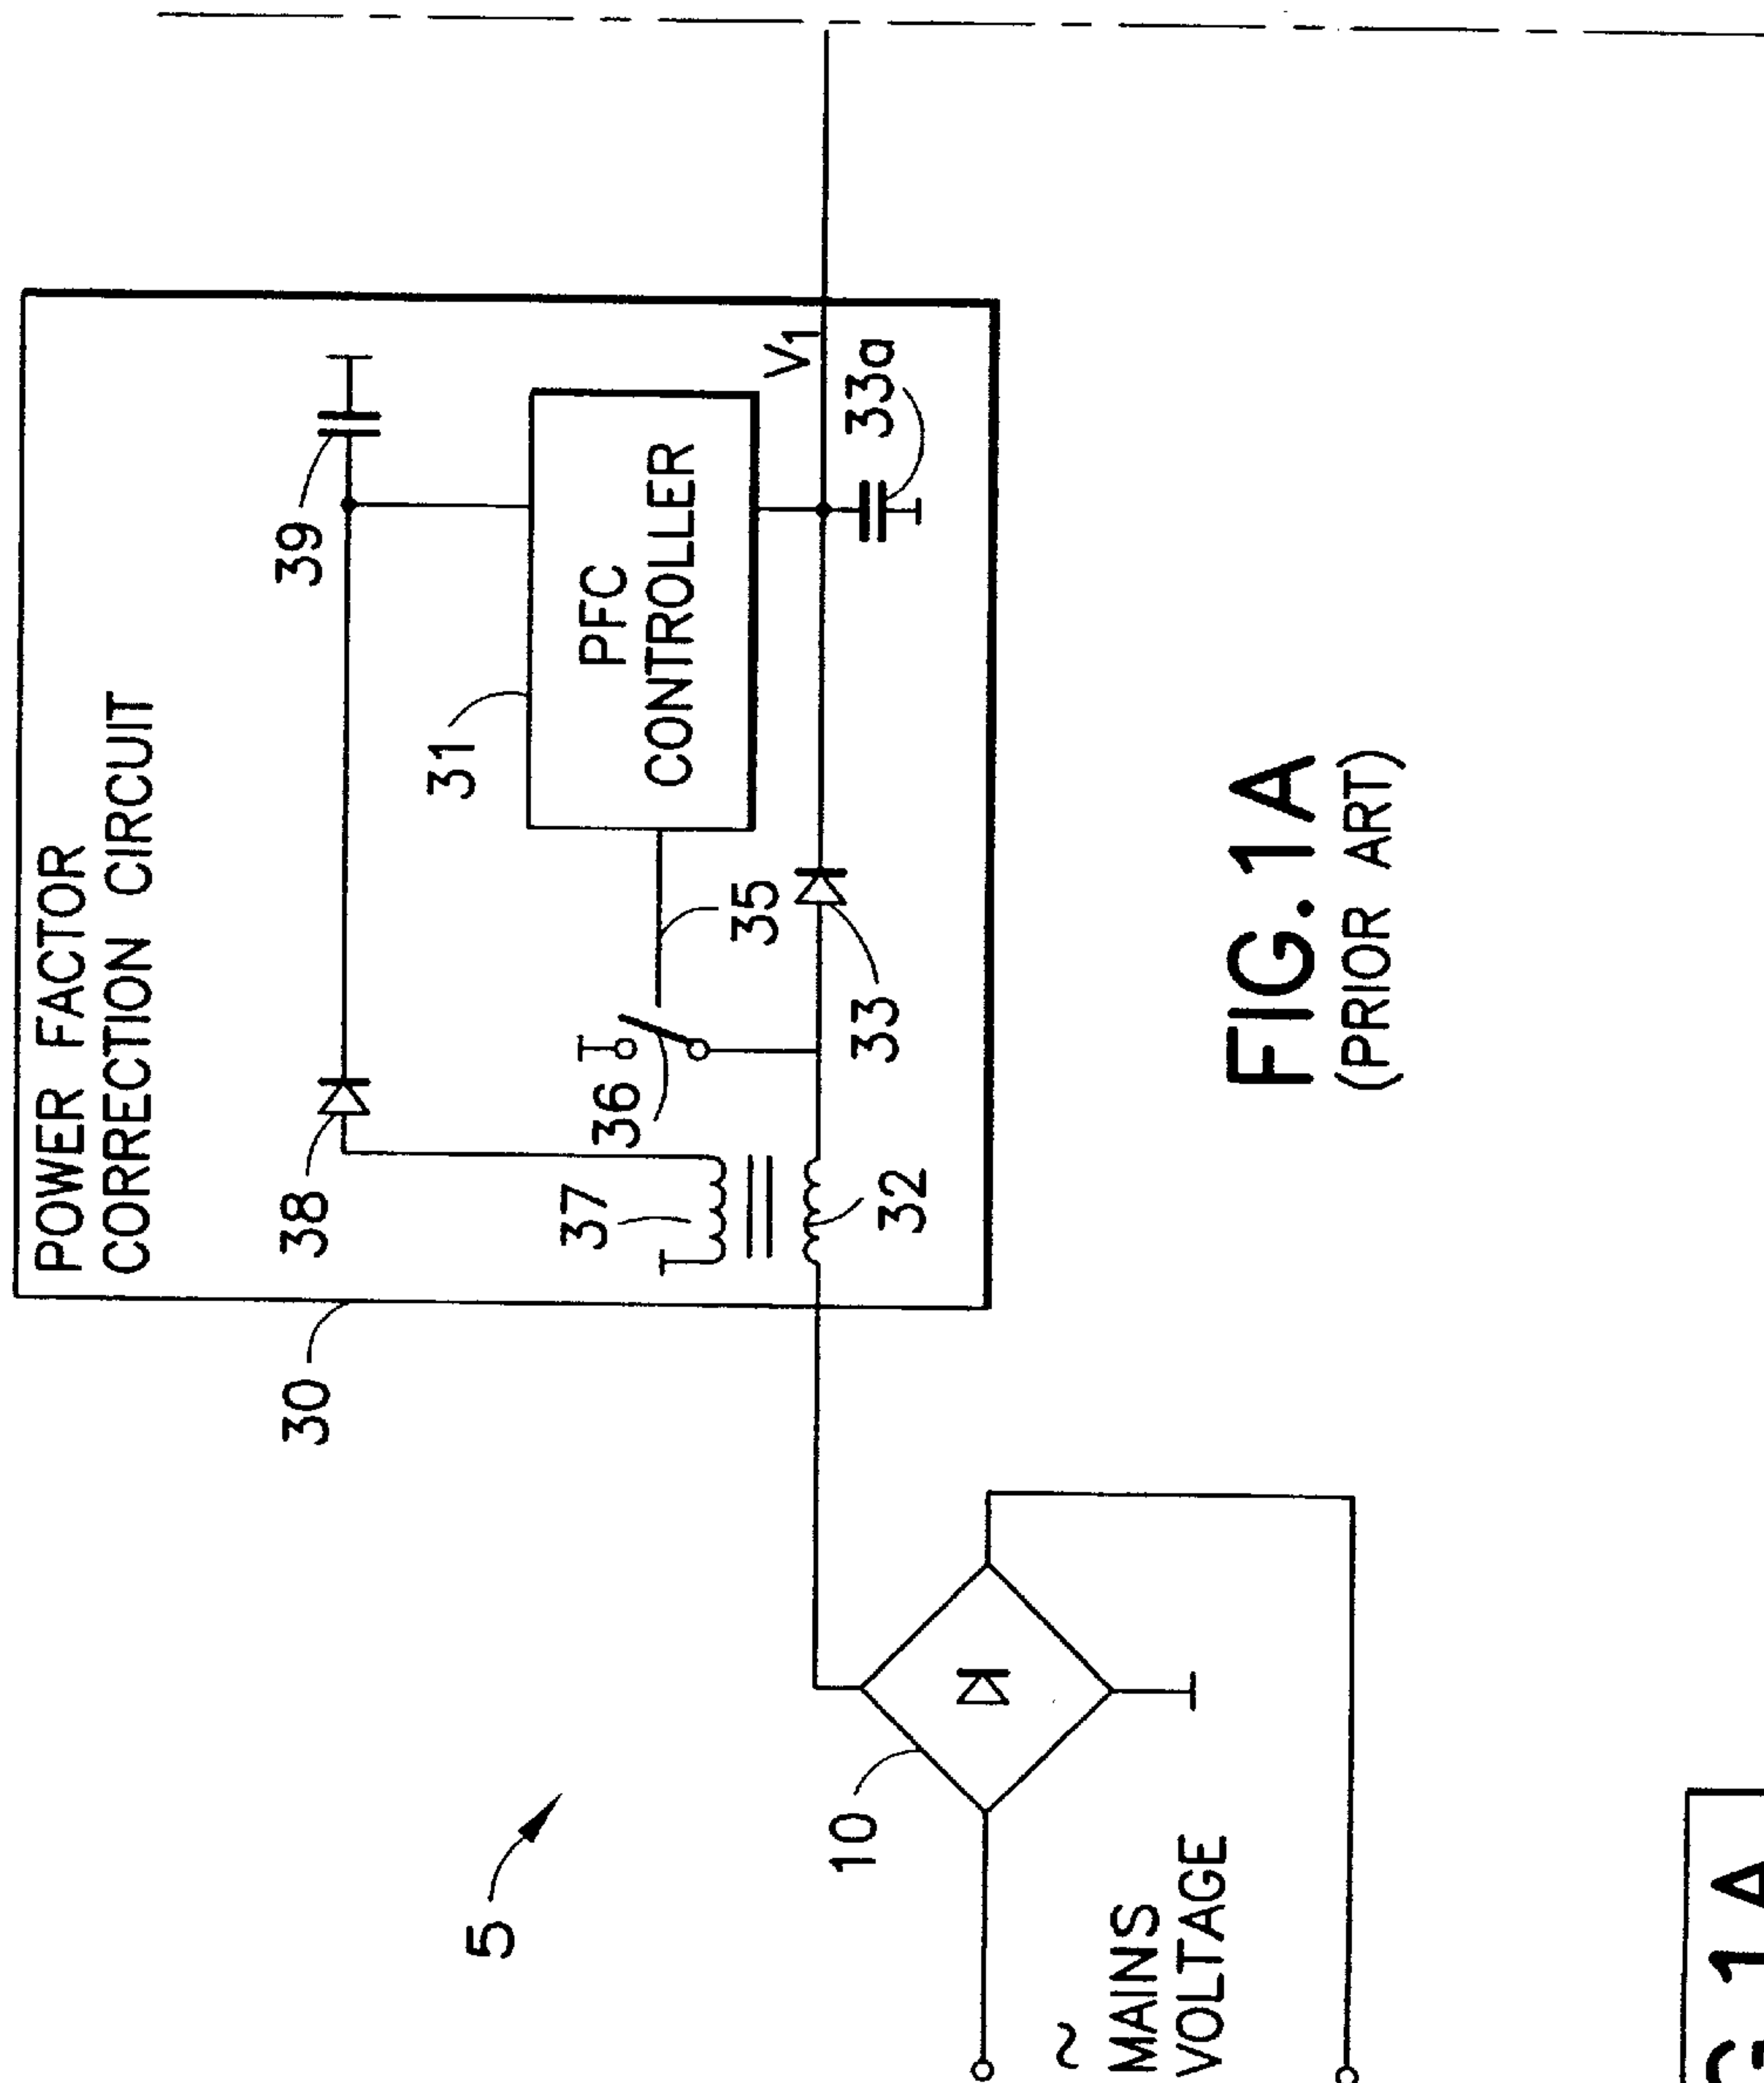 POWER FACTOR
CORRECTION CIRCUIT
39
38
31
PFC
CONTROLLER
37
36
35
V1
33a
33
32
30
5
10
~
MAINS
VOLTAGE
FIG. 1A
(PRIOR ART)
G. 1A